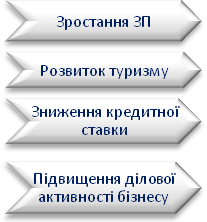 Зростання ЗП
Розвиток туризму
Зниження кредитної
ставки
Підвищення ділової
активності бізнесу